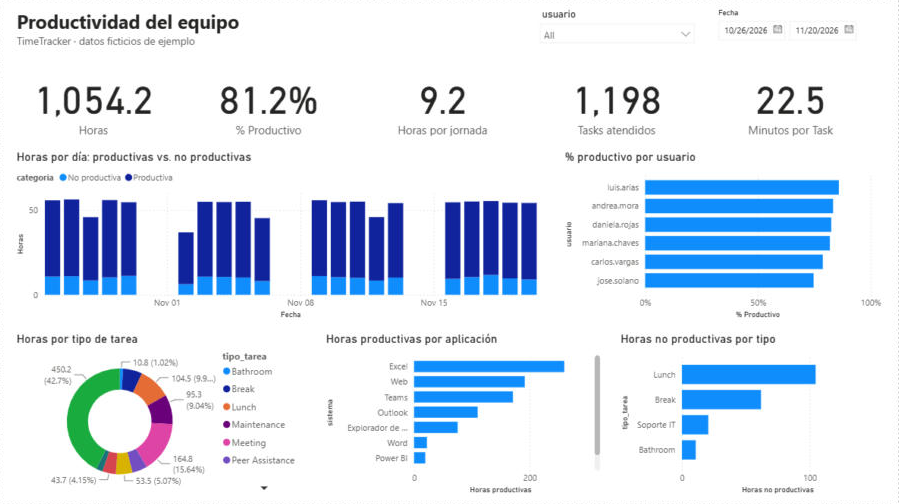 Productividad del equipo
TimeTracker - datos ficticios de ejemplo
usuario
All
Fecha
10/26/2026
11/20/2026
1,054.2
Horas
81.2%
% Productivo
9.2
Horas por jornada
1,198
Tasks atendidos
22.5
Minutos por Task
Horas por día: productivas vs. no productivas
categoria No productiva Productiva
Horas
50
0
Nov 01
Nov 08
Nov 15
Fecha
% productivo por usuario
usuario
luis.arias
andrea.mora
daniela.rojas
mariana.chaves
carlos.vargas
jose.solano
0%
50%
100%
% Productivo
Horas por tipo de tarea
450.2
(42.7%)
10.8 (1.02%)
104.5 (9.9...)
95.3
(9.04%)
164.8
(15.64%)
53.5 (5.07%)
43.7 (4.15%)
tipo_tarea
Bathroom
Break
Lunch
Maintenance
Meeting
Peer Assistance
Horas productivas por aplicación
sistema
Excel
Web
Teams
Outlook
Explorador de ...
Word
Power BI
0
200
Horas productivas
Horas no productivas por tipo
tipo_tarea
Lunch
Break
Soporte IT
Bathroom
0
100
Horas no productivas